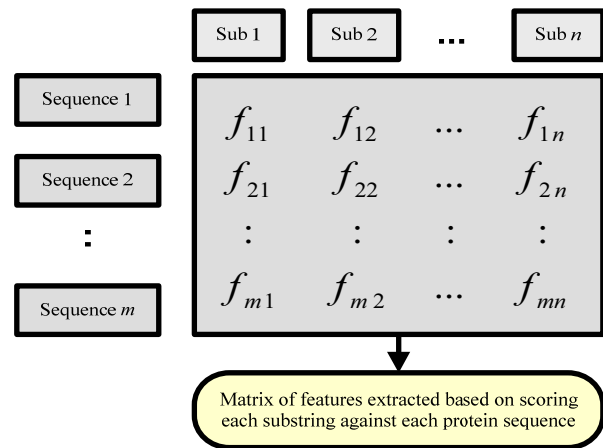 Sub 1 Sub 2 ... Sub n
Sequence 1
f11 f12 ... f1n
Sequence 2
f21 f22 ... f2n
: : : : :
Sequence m
fm1 fm2 ... fmn
Matrix of features extracted based on scoring
each substring against each protein sequence